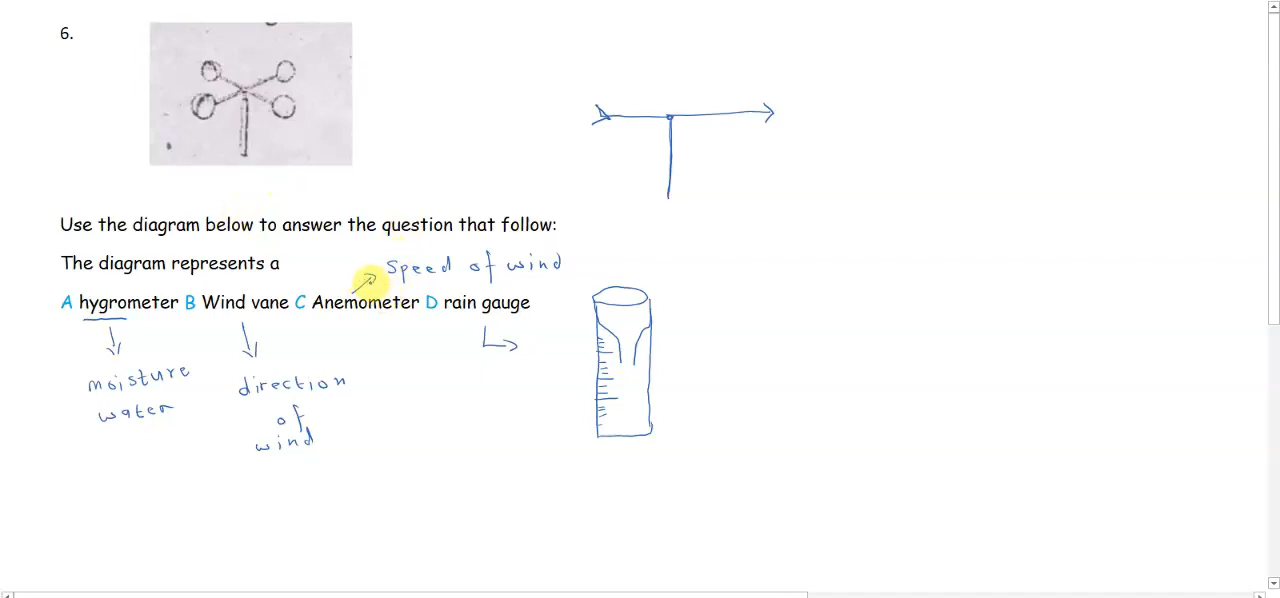 6.
Use the diagram below to answer the question that follow:
The diagram represents a
Speed of wind
A hygrometer B Wind vane C Anemometer D rain gauge
moisture
water
direction
of
wind